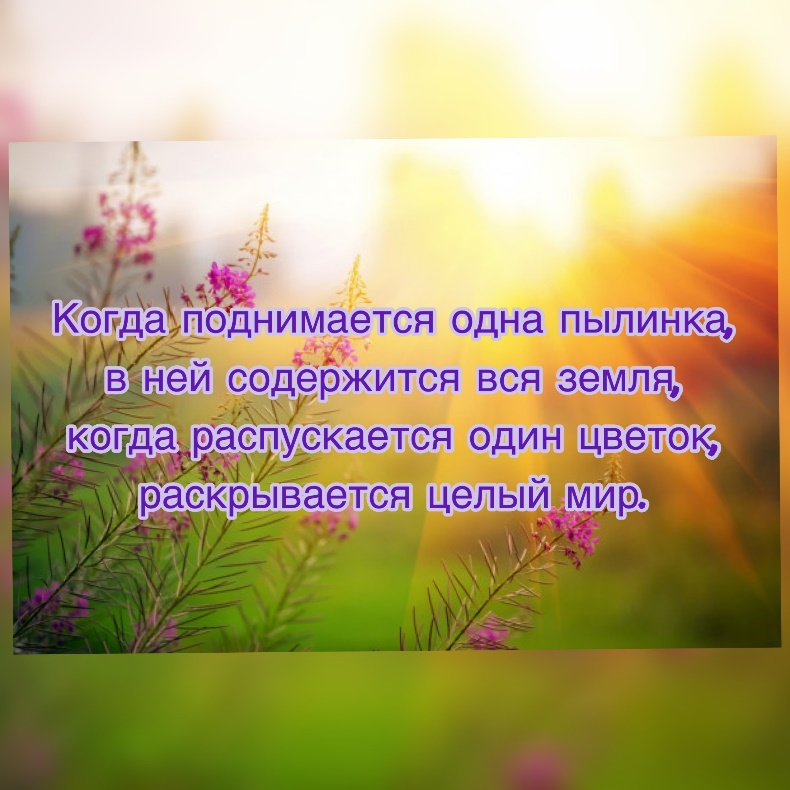 Когда поднимается одна пылинка,
в ней содержится вся земля,
когда распускается один цветок,
раскрывается целый мир.